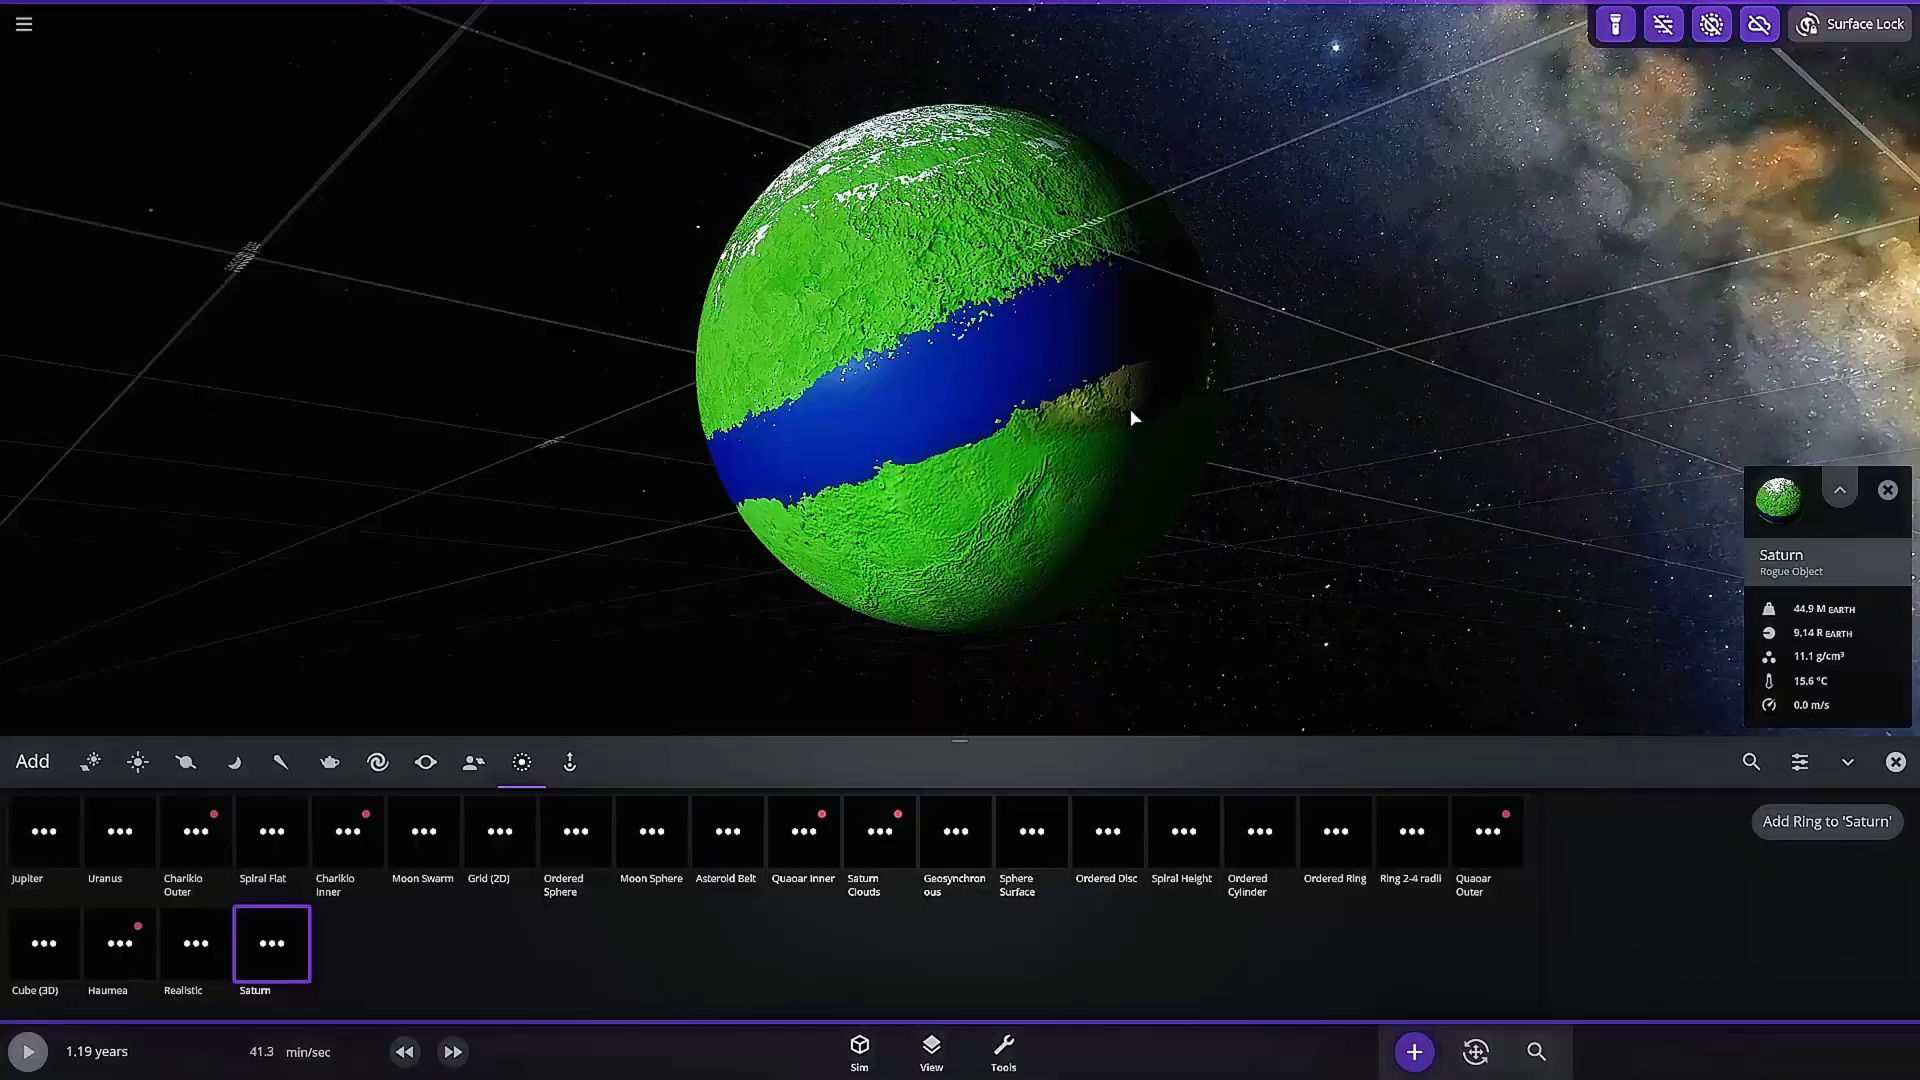 Surface Lock
Saturn
Rogue Object
44.9 M EARTH
9.14 R EARTH
11.1 g/cm³
15.6 °C
0.0 m/s
Add
Add Ring to 'Saturn'
Jupiter
Uranus
Chariklo
Outer
Spiral Flat
Chariklo
Inner
Moon Swarm
Grid (2D)
Ordered
Sphere
Moon Sphere
Asteroid Belt
Quaoar Inner
Saturn
Clouds
Geosynchron
ous
Sphere
Surface
Ordered Disc
Spiral Height
Ordered
Cylinder
Ordered Ring
Ring 2-4 radii
Quaoar
Outer
Cube (3D)
Haumea
Realistic
Saturn
1.19 years
41.3 min/sec
Sim
View
Tools